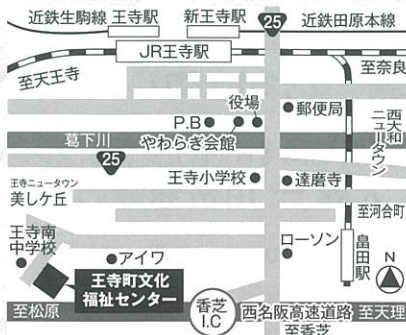 近鉄生駒線 王寺駅 新王寺駅 25 近鉄田原本線
JR王寺駅
至天王寺 至奈良
役場
P.B 郵便局
やわらぎ会館
葛下川
西大和
ニュータウン
25
王寺小学校 達磨寺
王寺ニュータウン
美しケ丘
至河合町
王寺南
中学校
アイワ
ローソン
畠田駅
N
王寺町文化
福祉センター
香芝
I.C
西名阪高速道路
至松原 至天理
至香芝